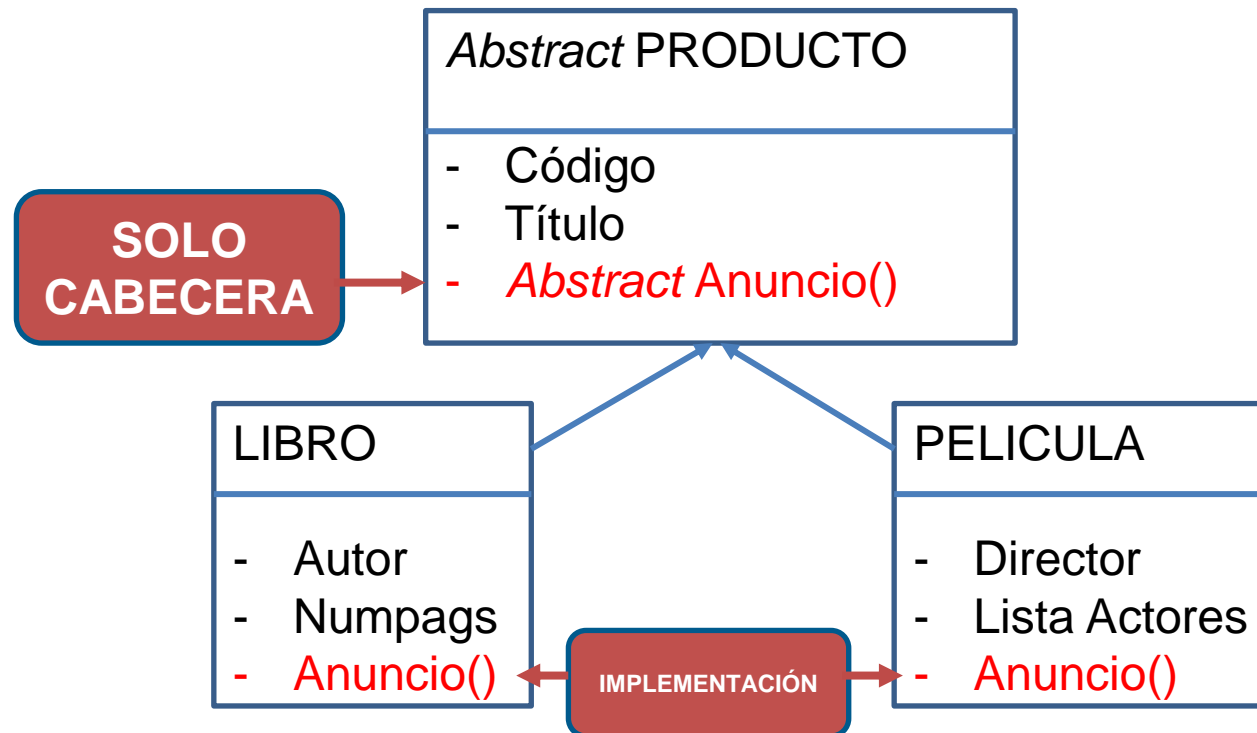 Abstract PRODUCTO
- Código
- Título
- Abstract Anuncio()
SOLO
CABECERA
LIBRO
- Autor
- Numpags
- Anuncio()
IMPLEMENTACIÓN
PELICULA
- Director
- Lista Actores
- Anuncio()